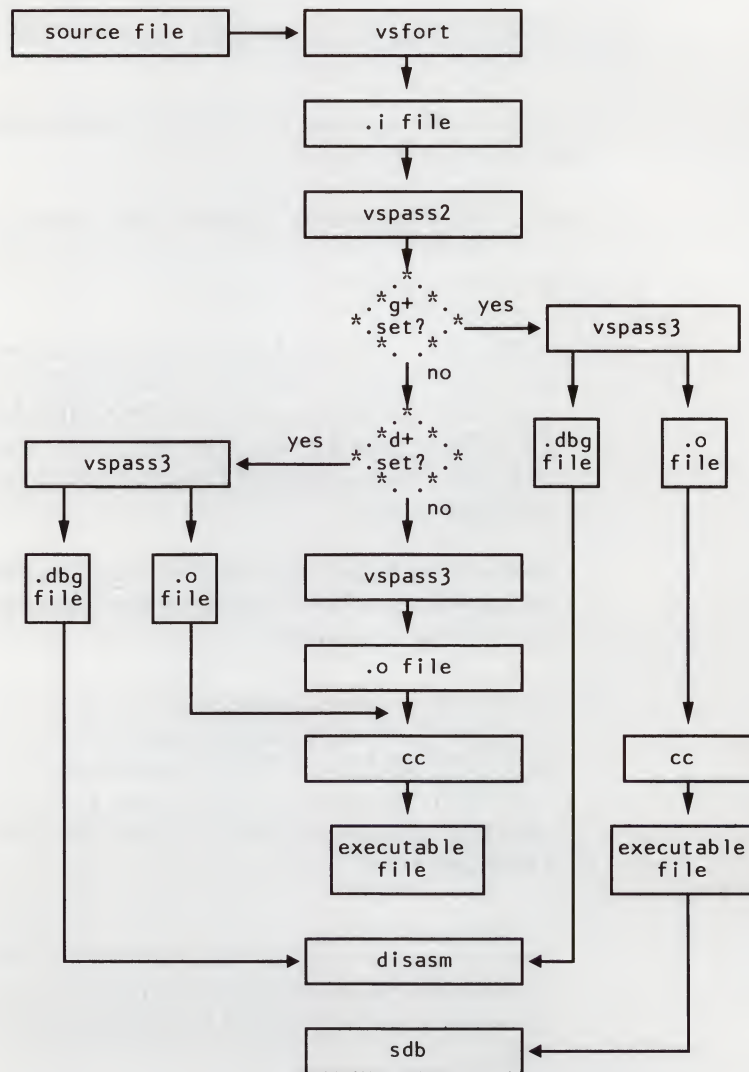 source file
vsfort
.i file
vspass2
g+
set?
yes
vspass3
no
.dbg
file
.o
file
d+
set?
yes
vspass3
no
.dbg
file
.o
file
vspass3
.o file
cc
cc
executable
file
executable
file
disasm
sdb